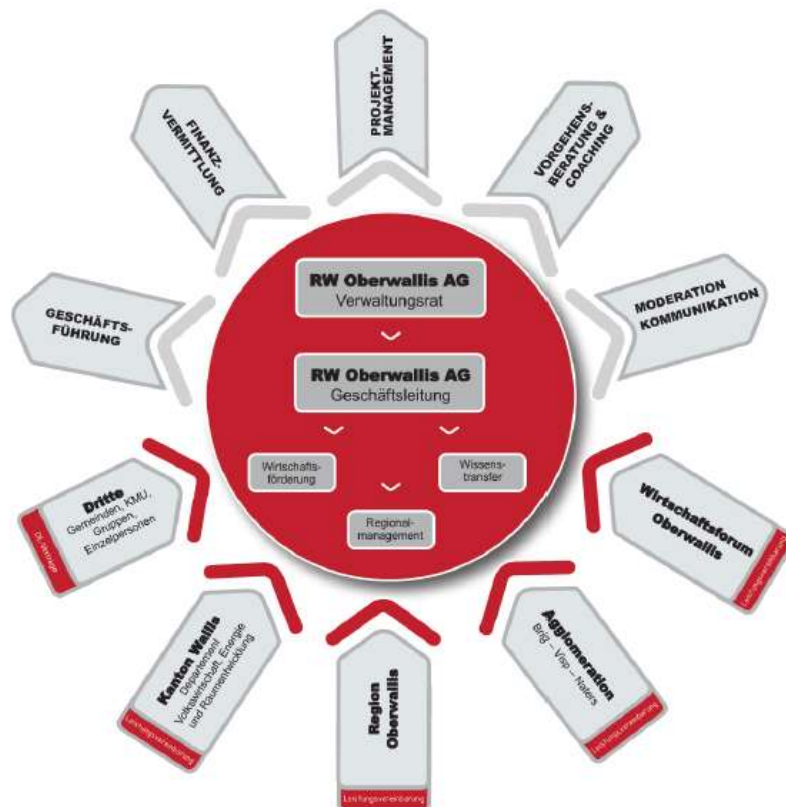 PROJEKT-
MANAGEMENT
FINANZ-
VERMITTLUNG
VORGEHENS-
BERATUNG &
COACHING
GESCHÄFTS-
FÜHRUNG
MODERATION
KOMMUNIKATION
RW Oberwallis AG
Verwaltungsrat
RW Oberwallis AG
Geschäftsleitung
Wirtschafts-
förderung
Wissens-
transfer
Regional-
management
Dritte
Gemeinden, KMU,
Gruppen,
Einzelpersonen
Kanton Wallis
Departement
Volkswirtschaft, Energie
und Raumentwicklung
Leistungsvereinbarung
Region
Oberwallis
Leistungsvereinbarung
Agglomeration
Brig – Visp – Naters
Leistungsvereinbarung
Wirtschaftsforum
Oberwallis
Leistungsvereinbarung